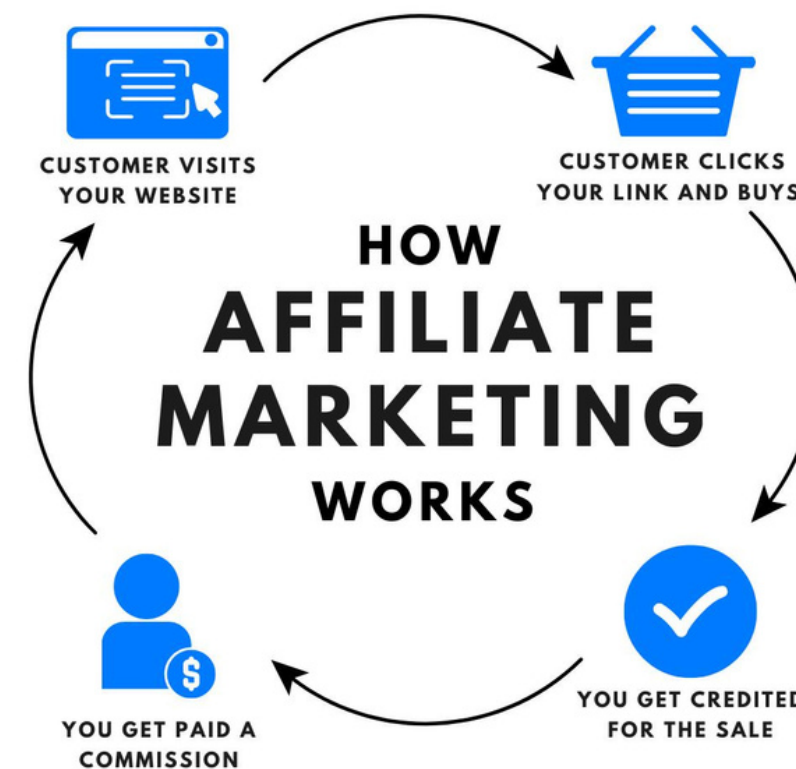 CUSTOMER VISITS
YOUR WEBSITE
CUSTOMER CLICKS
YOUR LINK AND BUYS
HOW
AFFILIATE
MARKETING
WORKS
$
YOU GET PAID A
COMMISSION
YOU GET CREDITED
FOR THE SALE